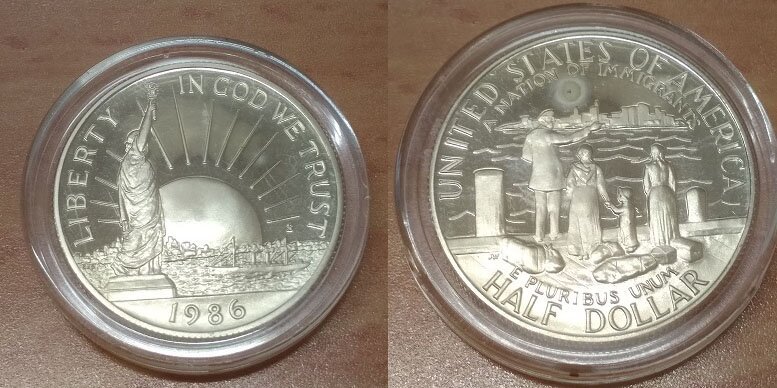 LIBERTY
IN GOD WE TRUST
1986
UNITED STATES OF AMERICA
A NATION OF IMMIGRANTS
E PLURIBUS UNUM
HALF DOLLAR